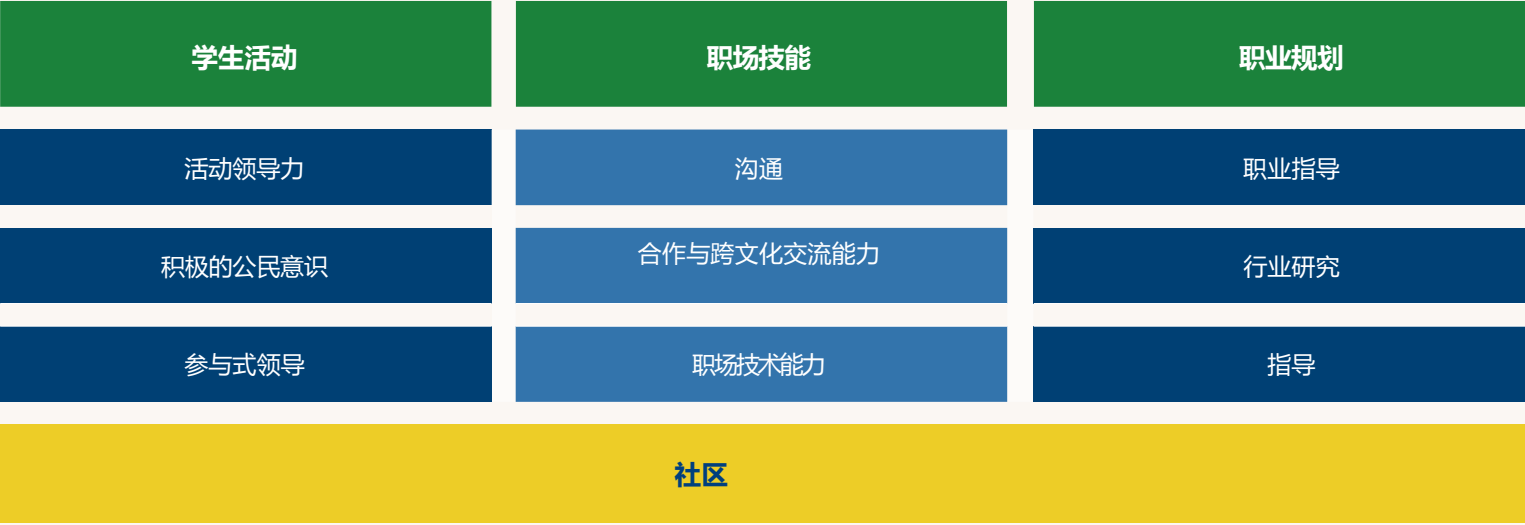 学生活动
职场技能
职业规划
活动领导力
沟通
职业指导
积极的公民意识
合作与跨文化交流能力
行业研究
参与式领导
职场技术能力
指导
社区